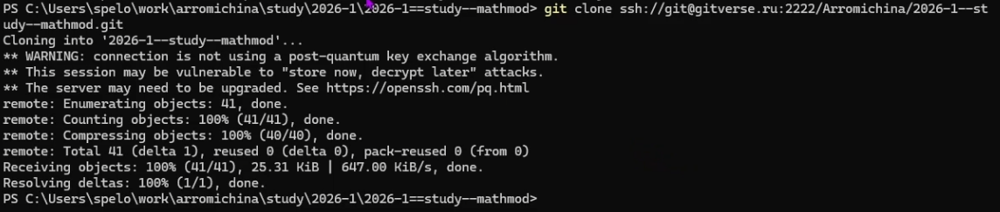 PS C:\Users\spelo\work\arromichina\study\2026-1\2026-1==study--mathmod> git clone ssh://git@gitverse.ru:2222/Arromichina/2026-1--st
udy--mathmod.git
Cloning into '2026-1--study--mathmod'...
** WARNING: connection is not using a post-quantum key exchange algorithm.
** This session may be vulnerable to "store now, decrypt later" attacks.
** The server may need to be upgraded. See https://openssh.com/pq.html
remote: Enumerating objects: 41, done.
remote: Counting objects: 100% (41/41), done.
remote: Compressing objects: 100% (40/40), done.
remote: Total 41 (delta 1), reused 0 (delta 0), pack-reused 0 (from 0)
Receiving objects: 100% (41/41), 25.31 KiB | 647.00 KiB/s, done.
Resolving deltas: 100% (1/1), done.
PS C:\Users\spelo\work\arromichina\study\2026-1\2026-1==study--mathmod>